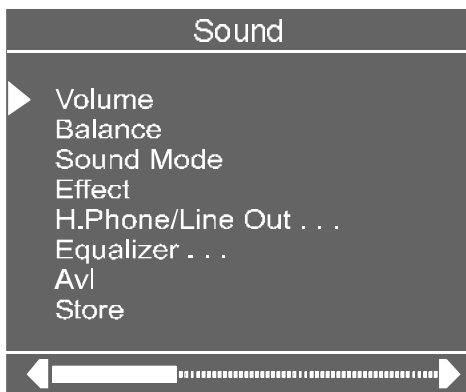 Sound
Volume
Balance
Sound Mode
Effect
H.Phone/Line Out . . .
Equalizer . . .
Avl
Store